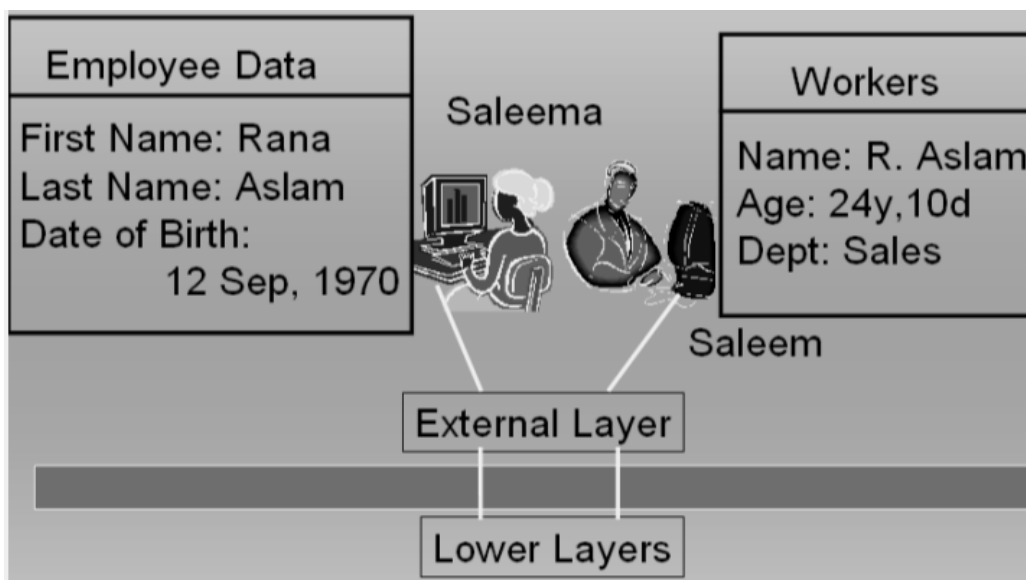 Employee Data
First Name: Rana
Last Name: Aslam
Date of Birth:
12 Sep, 1970
Saleema
Workers
Name: R. Aslam
Age: 24y,10d
Dept: Sales
Saleem
External Layer
Lower Layers